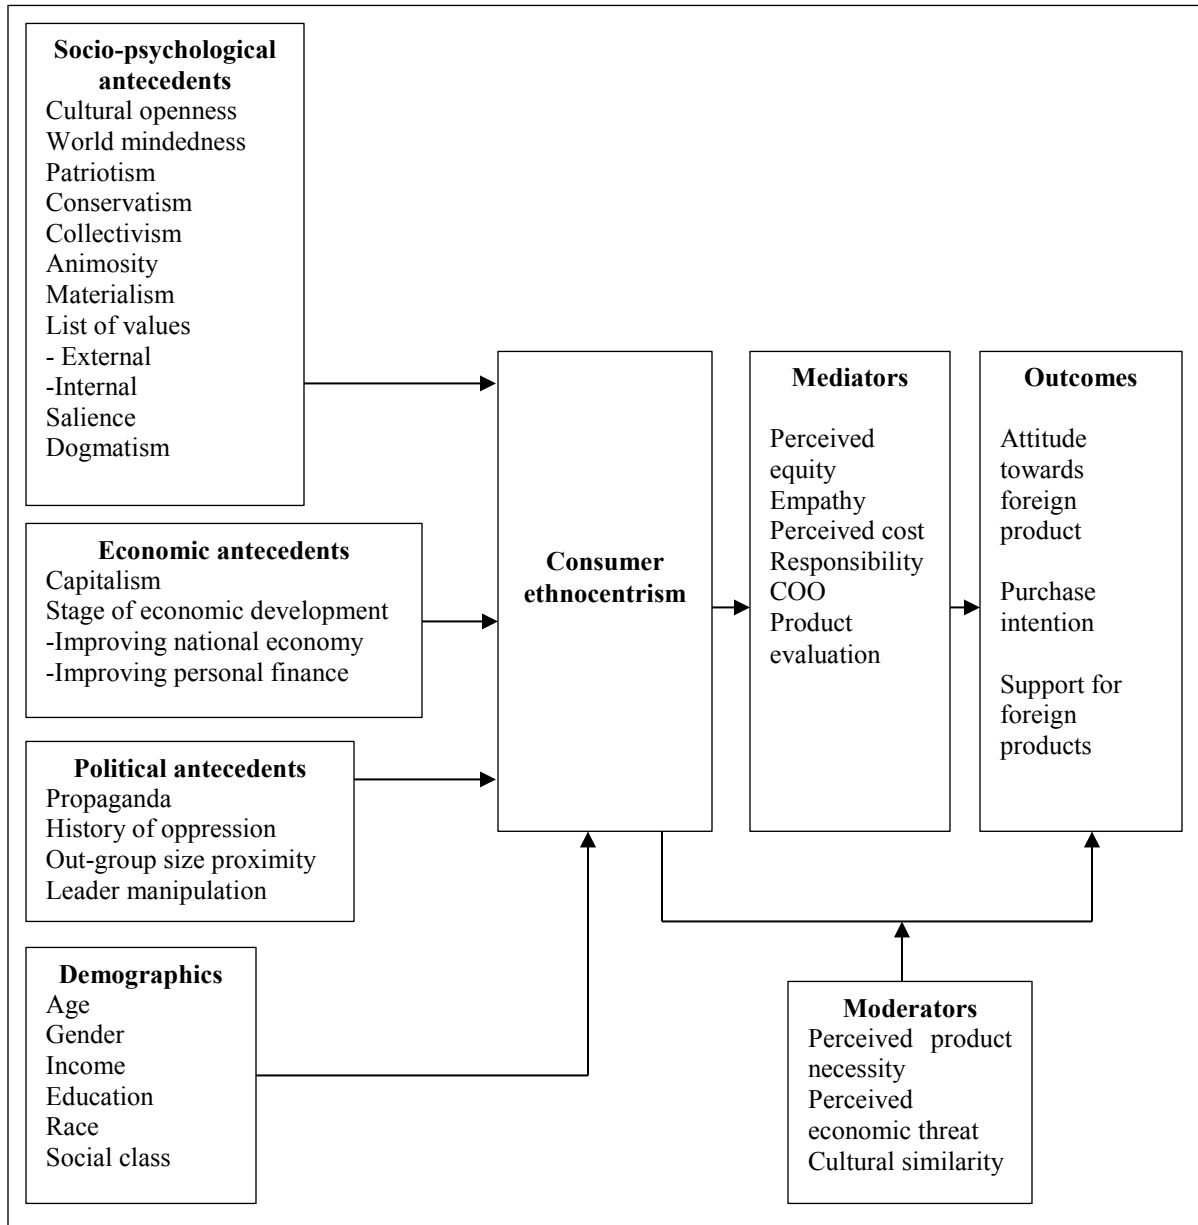 Socio-psychological
antecedents
Cultural openness
World mindedness
Patriotism
Conservatism
Collectivism
Animosity
Materialism
List of values
- External
-Internal
Salience
Dogmatism
Economic antecedents
Capitalism
Stage of economic development
-Improving national economy
-Improving personal finance
Political antecedents
Propaganda
History of oppression
Out-group size proximity
Leader manipulation
Demographics
Age
Gender
Income
Education
Race
Social class
Consumer
ethnocentrism
Mediators
Perceived
equity
Empathy
Perceived cost
Responsibility
COO
Product
evaluation
Outcomes
Attitude
towards
foreign
product
Purchase
intention
Support for
foreign
products
Moderators
Perceived product
necessity
Perceived
economic threat
Cultural similarity